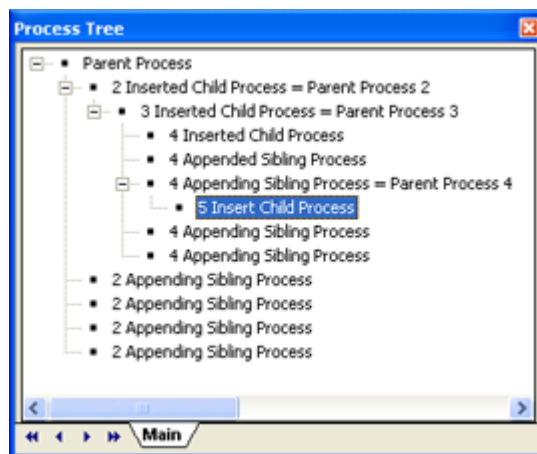 Process Tree
Parent Process
2 Inserted Child Process = Parent Process 2
3 Inserted Child Process = Parent Process 3
4 Inserted Child Process
4 Appended Sibling Process
4 Appending Sibling Process = Parent Process 4
5 Insert Child Process
4 Appending Sibling Process
4 Appending Sibling Process
2 Appending Sibling Process
2 Appending Sibling Process
2 Appending Sibling Process
2 Appending Sibling Process
Main